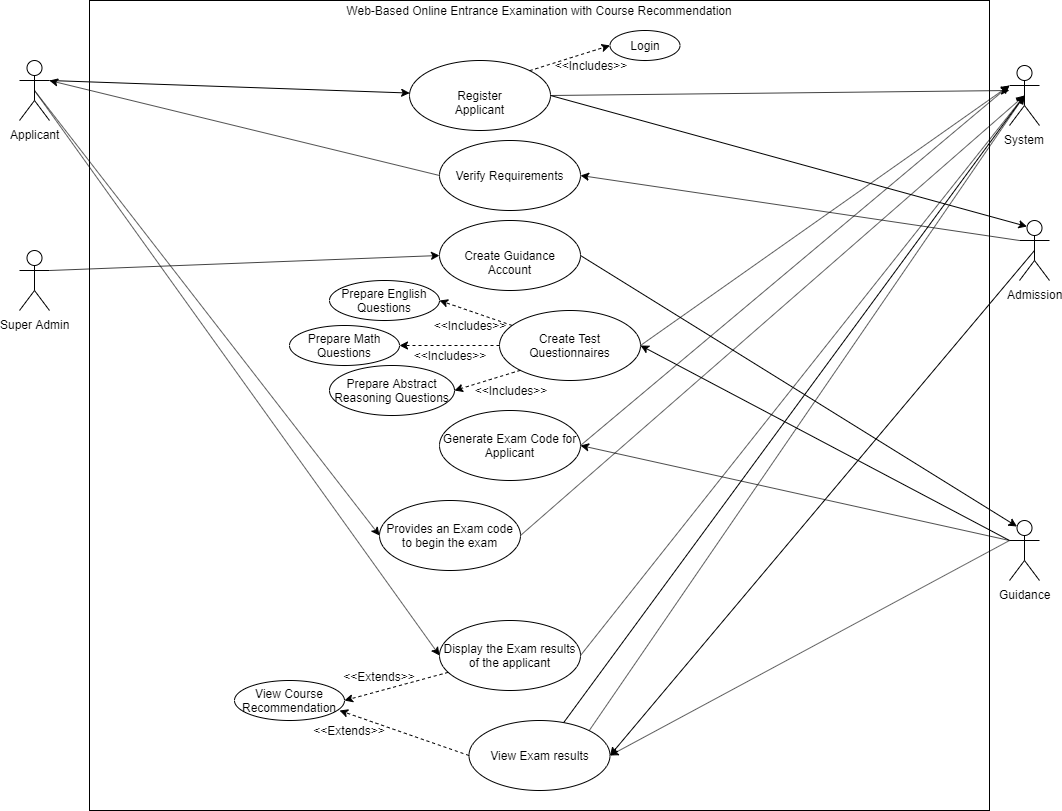 Web-Based Online Entrance Examination with Course Recommendation
Login
<<Includes>>
Register
Applicant
Applicant
System
Verify Requirements
Create Guidance
Account
Super Admin
Admission
Prepare English
Questions
<<Includes>>
Prepare Math
Questions
<<Includes>>
Create Test
Questionnaires
Prepare Abstract
Reasoning Questions
<<Includes>>
Generate Exam Code for
Applicant
Provides an Exam code
to begin the exam
Guidance
Display the Exam results
of the applicant
<<Extends>>
View Course
Recommendation
<<Extends>>
View Exam results